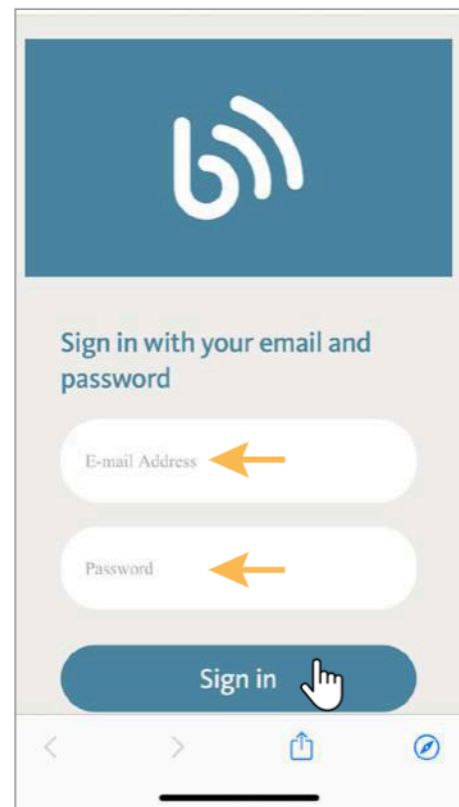 Sign in with your email and
password
E-mail Address
Password
Sign in